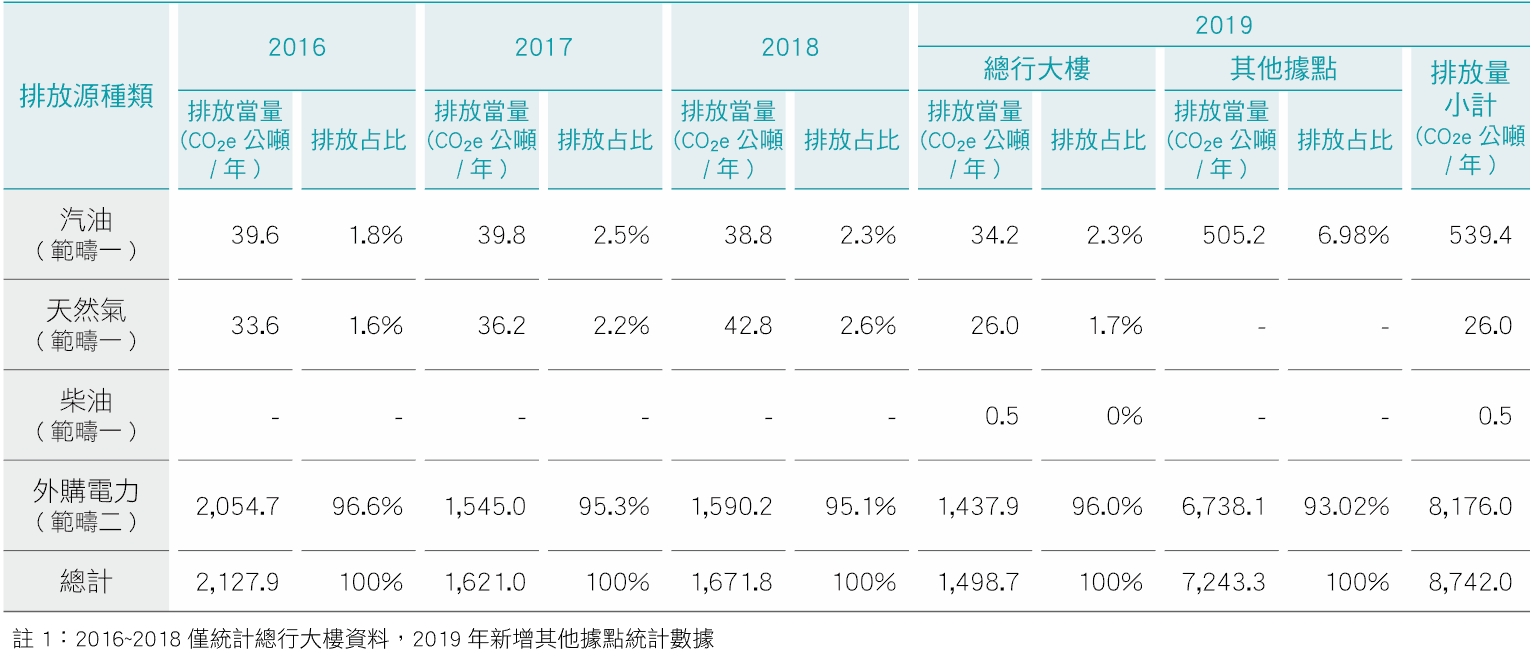 排放源種類 2016 2017 2018 2019
總行大樓 其他據點 排放量小計(CO₂e 公噸/ 年 )
排放當量(CO₂e 公噸/ 年 ) 排放占比 排放當量(CO₂e 公噸/ 年 ) 排放占比 排放當量(CO₂e 公噸/ 年 ) 排放占比 排放當量(CO₂e 公噸/ 年 ) 排放占比 排放當量(CO₂e 公噸/ 年 ) 排放占比
汽油( 範疇一 ) 39.6 1.8% 39.8 2.5% 38.8 2.3% 34.2 2.3% 505.2 6.98% 539.4
天然氣( 範疇一 ) 33.6 1.6% 36.2 2.2% 42.8 2.6% 26.0 1.7% - - 26.0
柴油( 範疇一 ) - - - - - - 0.5 0% - - 0.5
外購電力( 範疇二 ) 2,054.7 96.6% 1,545.0 95.3% 1,590.2 95.1% 1,437.9 96.0% 6,738.1 93.02% 8,176.0
總計 2,127.9 100% 1,621.0 100% 1,671.8 100% 1,498.7 100% 7,243.3 100% 8,742.0
註 1：2016~2018 僅統計總行大樓資料，2019 年新增其他據點統計數據